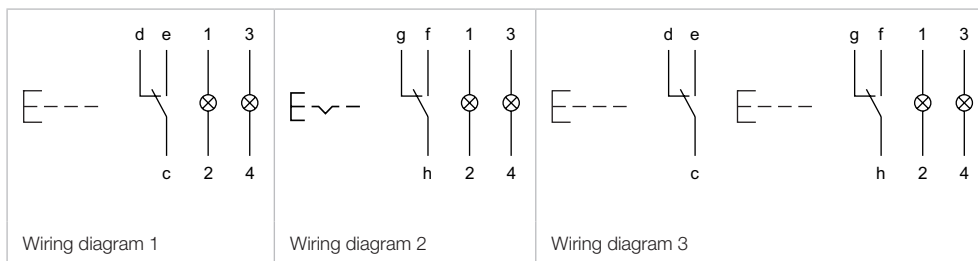 d e 1 3
g f 1 3
d e
g f 1 3
c 2 4
h 2 4
c
h 2 4
Wiring diagram 1
Wiring diagram 2
Wiring diagram 3